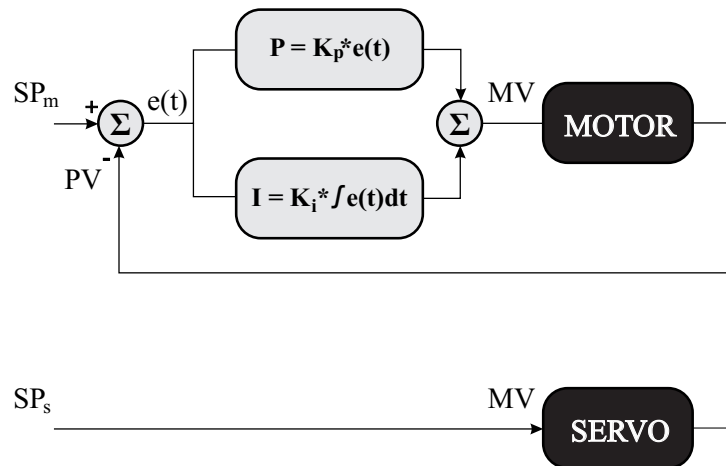 P = Kₚ*e(t)
SPₘ
+
e(t)
MV
Σ
Σ
MOTOR
-
PV
I = Kᵢ*∫e(t)dt
SPₛ
MV
SERVO